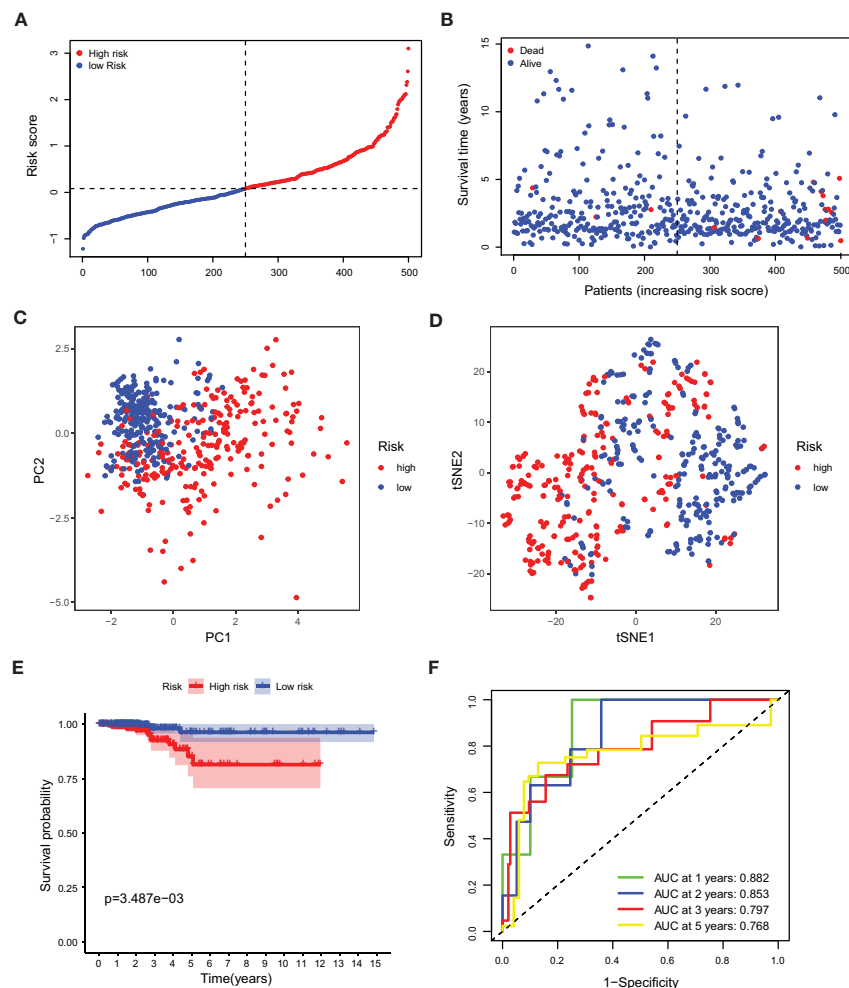 A
High risk
low Risk
Risk score
3
2
1
0
−1
0 100 200 300 400 500
B
Dead
Alive
Survival time (years)
15
10
5
0
0 100 200 300 400 500
Patients (increasing risk socre)
C
PC2
2.5
0.0
−2.5
−5.0
−2 0 2 4
PC1
Risk
high
low
D
tSNE2
20
10
0
−10
−20
−20 0 20
tSNE1
Risk
high
low
E
Risk High risk Low risk
Survival probability
1.00
0.75
0.50
0.25
0.00
p=3.487e−03
0 1 2 3 4 5 6 7 8 9 10 11 12 13 14 15
Time(years)
F
Sensitivity
1.0
0.8
0.6
0.4
0.2
0.0
AUC at 1 years: 0.882
AUC at 2 years: 0.853
AUC at 3 years: 0.797
AUC at 5 years: 0.768
0.0 0.2 0.4 0.6 0.8 1.0
1−Specificity